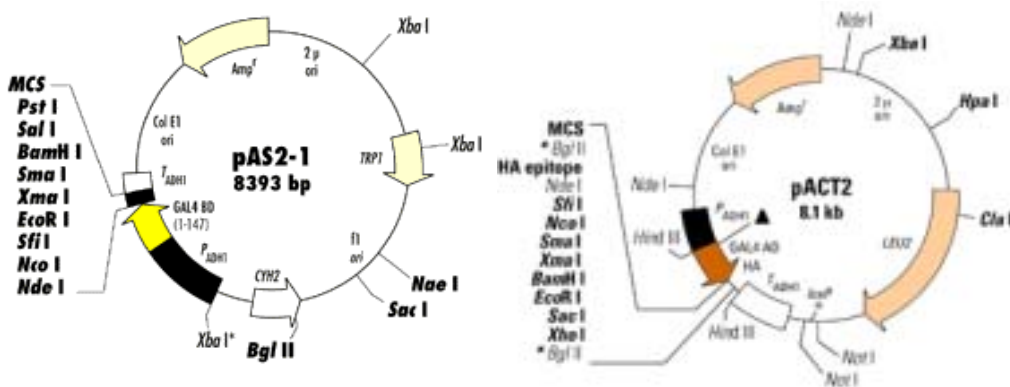 Xba I
2 μ
ori
Amp^r
MCS
Pst I
Sal I
BamH I
Sma I
Xma I
EcoR I
Sfi I
Nco I
Nde I
Col E1
ori
pAS2-1
8393 bp
TRP1
Xba I
T_ADH1
GAL4 BD
(1-147)
P_ADH1
f1
ori
CYH2
Nae I
Sac I
Xba I*
Bgl II
Nde I
Xba I
Amp^r
2 μ
ori
Hpa I
MCS
* Bgl II
HA epitope
Nde I
Sfi I
Nco I
Sma I
Xma I
BamH I
EcoR I
Sac I
Xho I
* Bgl II
Col E1
ori
Nde I
pACT2
8.1 kb
P_ADH1
Cla I
LEU2
Hind III
GAL4 AD
HA
T_ADH1
Hind III
Not I
Not I